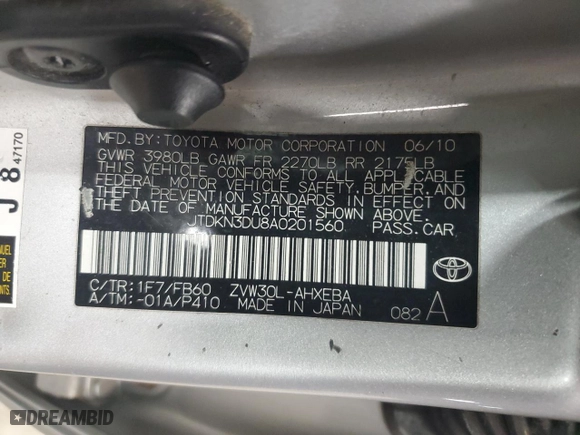 MFD. BY: TOYOTA MOTOR CORPORATION 06/10
GVWR 3980LB GAWR FR 2270LB RR 2175LB
THIS VEHICLE CONFORMS TO ALL APPLICABLE
FEDERAL MOTOR VEHICLE SAFETY, BUMPER, AND
THEFT PREVENTION STANDARDS IN EFFECT ON
THE DATE OF MANUFACTURE SHOWN ABOVE.
JTDKN3DU8A0201560 PASS.CAR
C/TR: 1F7/FB60 ZVW30L-AHXEBA
A/TM: -01A/P410 MADE IN JAPAN
082 A
TOYOTA
J 8
47170
DREAMBID